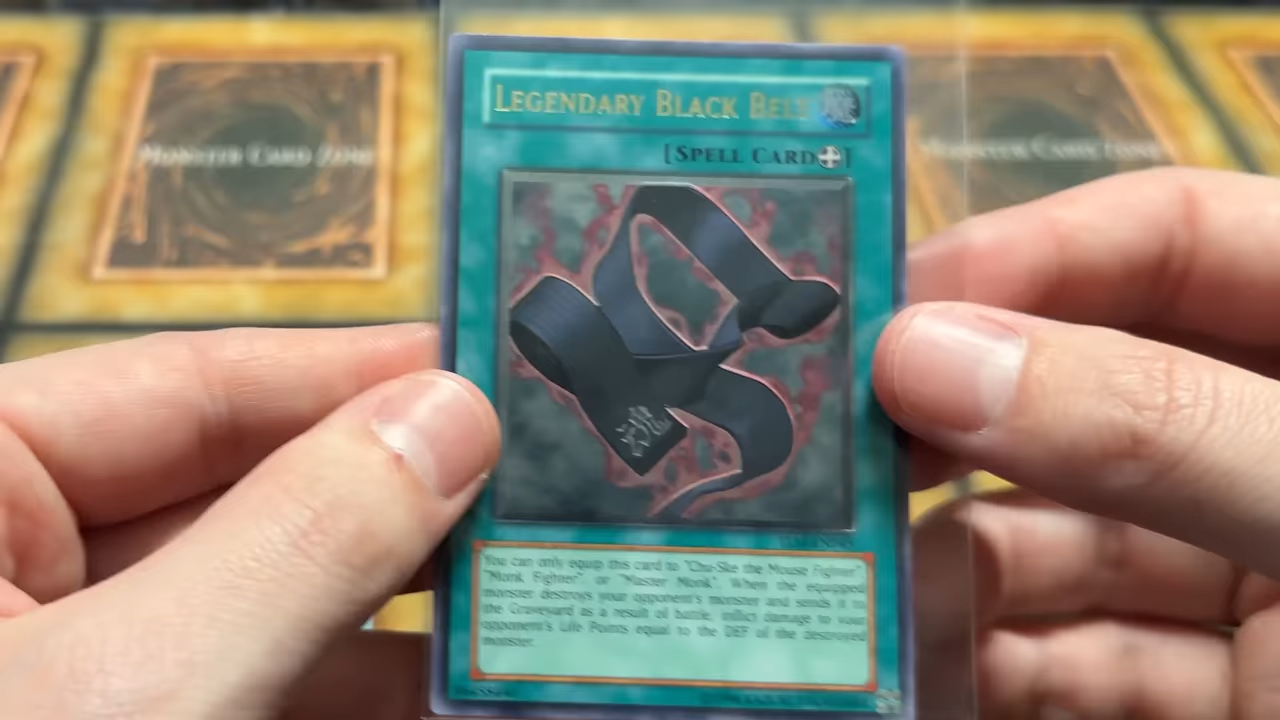 MONSTER CARD ZONE
LEGENDARY BLACK BELT
[SPELL CARD]
You can only equip this card to "Chu-Ske the Mouse Fighter"
"Monk Fighter" or "Master Monk". When the equipped
monster destroys your opponent's monster and sends it to
the Graveyard as a result of battle, inflict damage to your
opponent's Life Points equal to the DEF of the destroyed
monster.